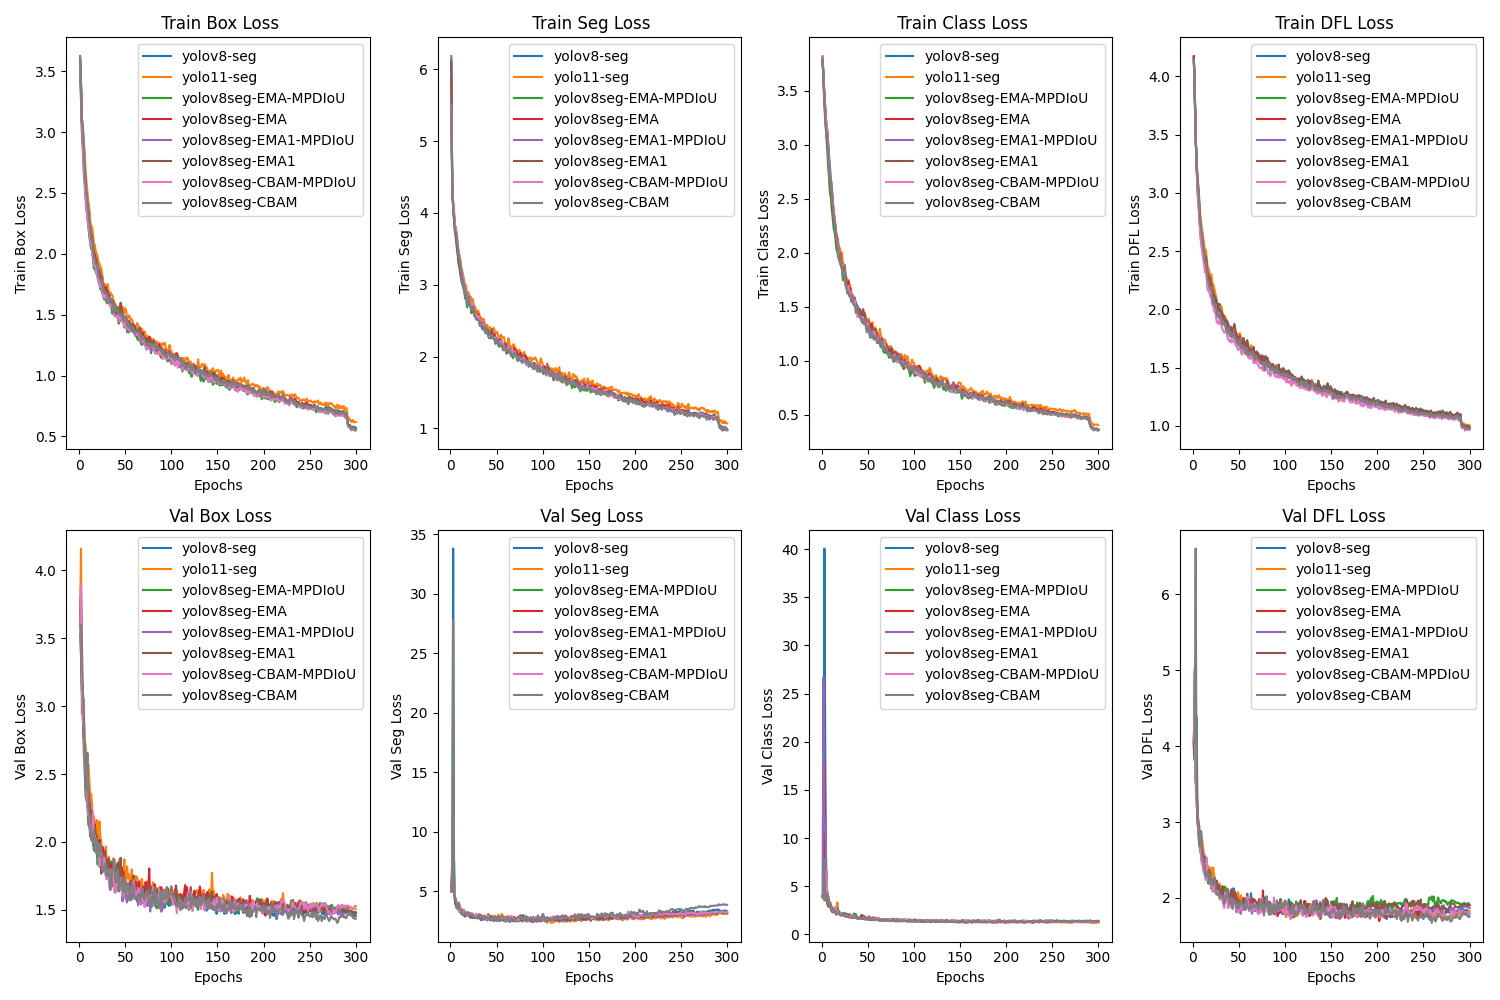 Train Box Loss
Train Box Loss
3.5
3.0
2.5
2.0
1.5
1.0
0.5
yolov8-seg
yolo11-seg
yolov8seg-EMA-MPDIoU
yolov8seg-EMA
yolov8seg-EMA1-MPDIoU
yolov8seg-EMA1
yolov8seg-CBAM-MPDIoU
yolov8seg-CBAM
0 50 100 150 200 250 300
Epochs
Train Seg Loss
Train Seg Loss
6
5
4
3
2
1
yolov8-seg
yolo11-seg
yolov8seg-EMA-MPDIoU
yolov8seg-EMA
yolov8seg-EMA1-MPDIoU
yolov8seg-EMA1
yolov8seg-CBAM-MPDIoU
yolov8seg-CBAM
0 50 100 150 200 250 300
Epochs
Train Class Loss
Train Class Loss
3.5
3.0
2.5
2.0
1.5
1.0
0.5
yolov8-seg
yolo11-seg
yolov8seg-EMA-MPDIoU
yolov8seg-EMA
yolov8seg-EMA1-MPDIoU
yolov8seg-EMA1
yolov8seg-CBAM-MPDIoU
yolov8seg-CBAM
0 50 100 150 200 250 300
Epochs
Train DFL Loss
Train DFL Loss
4.0
3.5
3.0
2.5
2.0
1.5
1.0
yolov8-seg
yolo11-seg
yolov8seg-EMA-MPDIoU
yolov8seg-EMA
yolov8seg-EMA1-MPDIoU
yolov8seg-EMA1
yolov8seg-CBAM-MPDIoU
yolov8seg-CBAM
0 50 100 150 200 250 300
Epochs
Val Box Loss
Val Box Loss
4.0
3.5
3.0
2.5
2.0
1.5
yolov8-seg
yolo11-seg
yolov8seg-EMA-MPDIoU
yolov8seg-EMA
yolov8seg-EMA1-MPDIoU
yolov8seg-EMA1
yolov8seg-CBAM-MPDIoU
yolov8seg-CBAM
0 50 100 150 200 250 300
Epochs
Val Seg Loss
Val Seg Loss
35
30
25
20
15
10
5
yolov8-seg
yolo11-seg
yolov8seg-EMA-MPDIoU
yolov8seg-EMA
yolov8seg-EMA1-MPDIoU
yolov8seg-EMA1
yolov8seg-CBAM-MPDIoU
yolov8seg-CBAM
0 50 100 150 200 250 300
Epochs
Val Class Loss
Val Class Loss
40
35
30
25
20
15
10
5
0
yolov8-seg
yolo11-seg
yolov8seg-EMA-MPDIoU
yolov8seg-EMA
yolov8seg-EMA1-MPDIoU
yolov8seg-EMA1
yolov8seg-CBAM-MPDIoU
yolov8seg-CBAM
0 50 100 150 200 250 300
Epochs
Val DFL Loss
Val DFL Loss
6
5
4
3
2
yolov8-seg
yolo11-seg
yolov8seg-EMA-MPDIoU
yolov8seg-EMA
yolov8seg-EMA1-MPDIoU
yolov8seg-EMA1
yolov8seg-CBAM-MPDIoU
yolov8seg-CBAM
0 50 100 150 200 250 300
Epochs